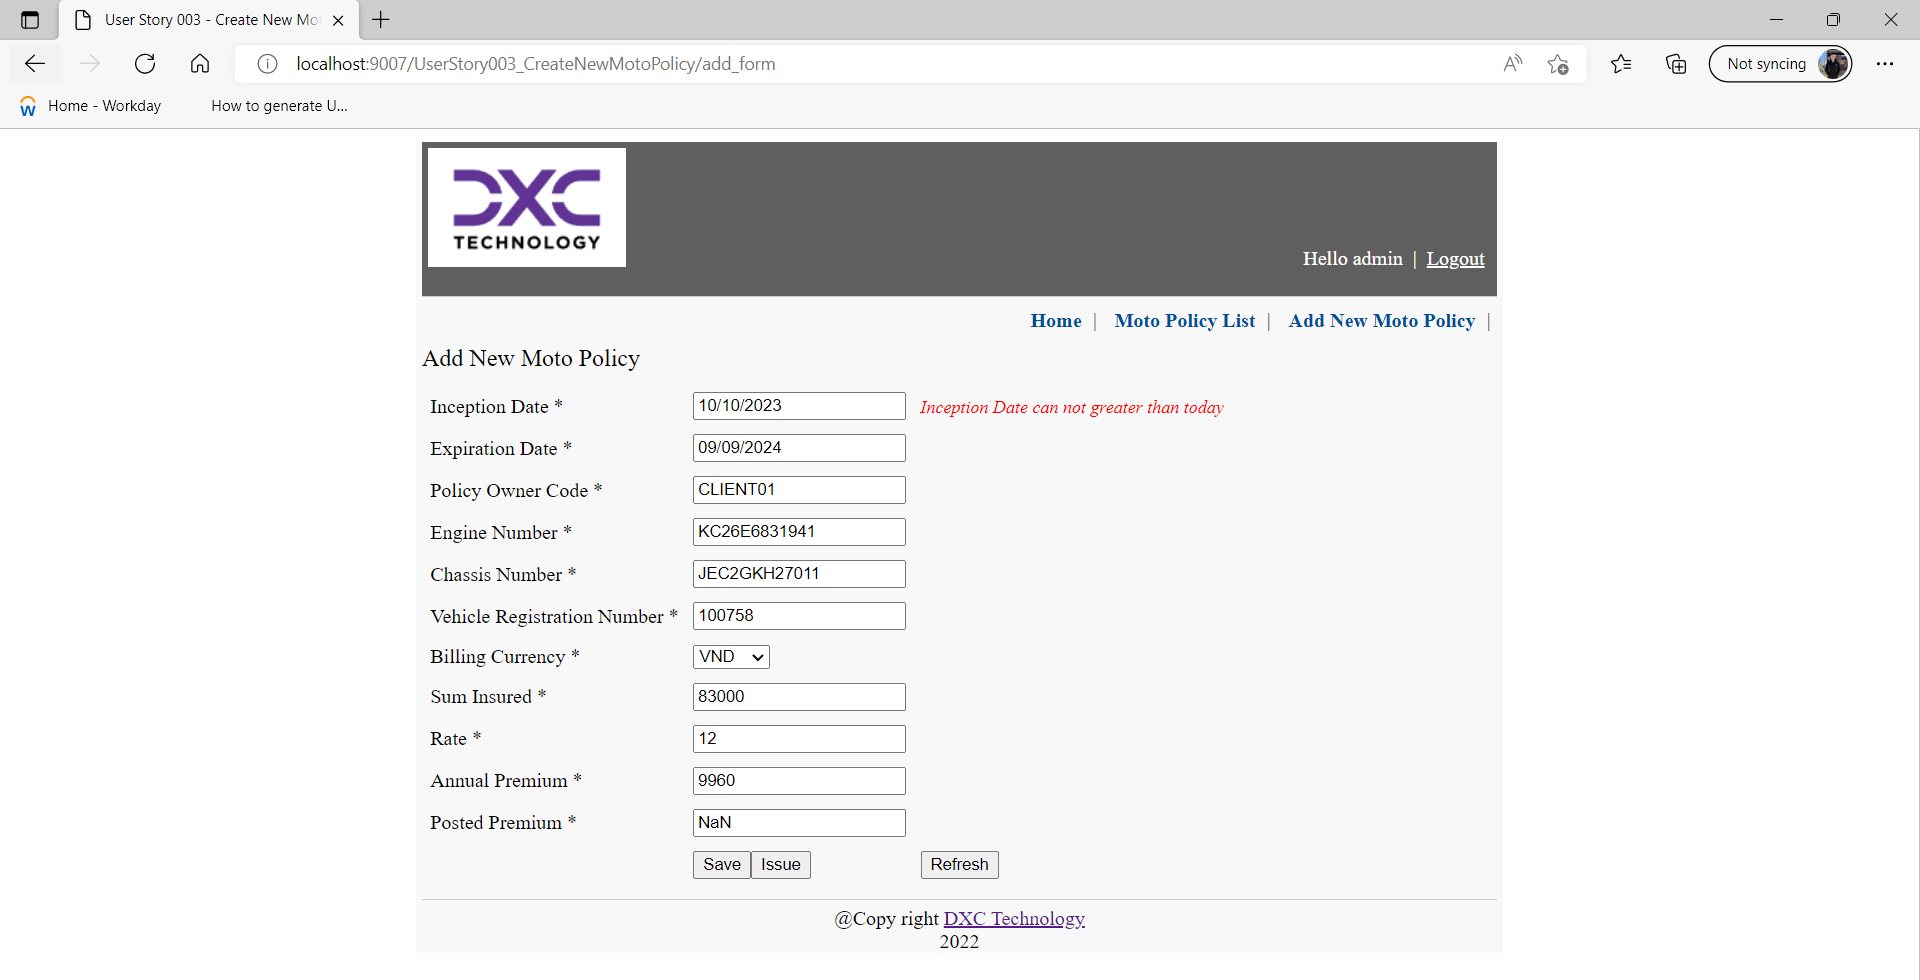 User Story 003 - Create New Mo
localhost:9007/UserStory003_CreateNewMotoPolicy/add_form
Not syncing
Home - Workday
How to generate U...
DXC
TECHNOLOGY
Hello admin | Logout
Home | Moto Policy List | Add New Moto Policy |
Add New Moto Policy
Inception Date * 10/10/2023 Inception Date can not greater than today
Expiration Date * 09/09/2024
Policy Owner Code * CLIENT01
Engine Number * KC26E6831941
Chassis Number * JEC2GKH27011
Vehicle Registration Number * 100758
Billing Currency * VND
Sum Insured * 83000
Rate * 12
Annual Premium * 9960
Posted Premium * NaN
Save Issue Refresh
@Copy right DXC Technology
2022